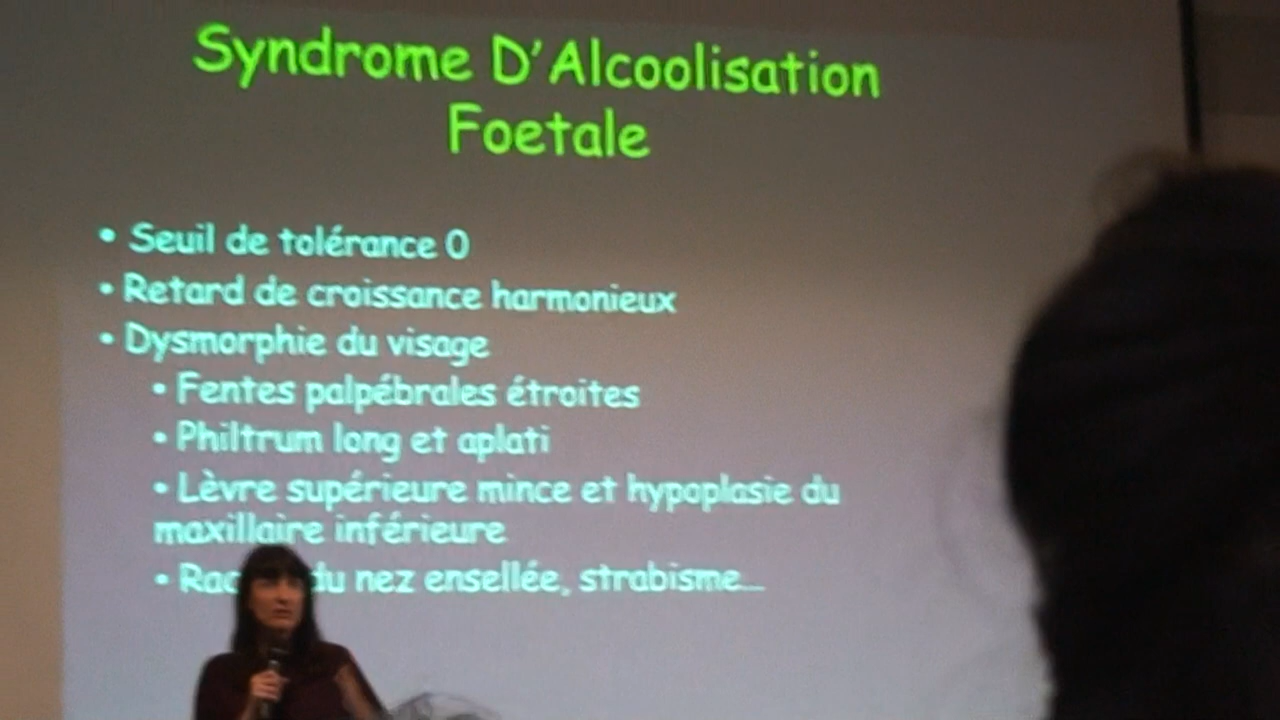 Syndrome D'Alcoolisation
Foetale
• Seuil de tolérance 0
• Retard de croissance harmonieux
• Dysmorphie du visage
• Fentes palpébrales étroites
• Philtrum long et aplati
• Lèvre supérieure mince et hypoplasie du
maxillaire inférieure
• du nez ensellée, strabisme...